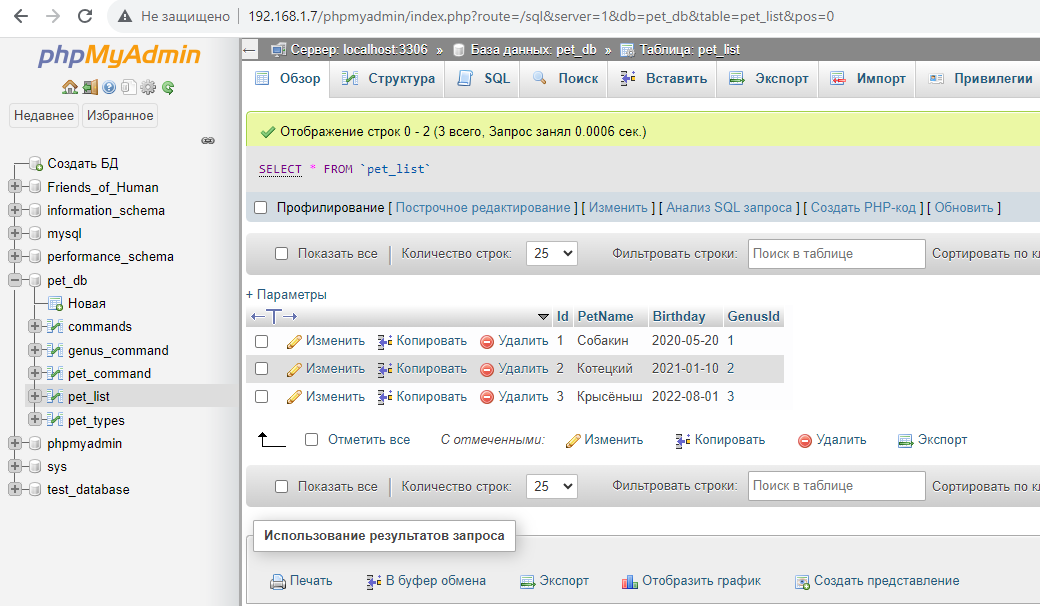 Не защищено 192.168.1.7/phpmyadmin/index.php?route=/sql&server=1&db=pet_db&table=pet_list&pos=0
phpMyAdmin
Недавнее Избранное
Создать БД
Friends_of_Human
information_schema
mysql
performance_schema
pet_db
Новая
commands
genus_command
pet_command
pet_list
pet_types
phpmyadmin
sys
test_database
Сервер: localhost:3306 » База данных: pet_db » Таблица: pet_list
Обзор Структура SQL Поиск Вставить Экспорт Импорт Привилегии
Отображение строк 0 - 2 (3 всего, Запрос занял 0.0006 сек.)
SELECT * FROM `pet_list`
Профилирование [ Построчное редактирование ] [ Изменить ] [ Анализ SQL запроса ] [ Создать PHP-код ] [ Обновить ]
Показать все Количество строк: 25 Фильтровать строки: Поиск в таблице Сортировать по
+ Параметры
←T→ Id PetName Birthday GenusId
Изменить Копировать Удалить 1 Собакин 2020-05-20 1
Изменить Копировать Удалить 2 Котецкий 2021-01-10 2
Изменить Копировать Удалить 3 Крысёныш 2022-08-01 3
Отметить все С отмеченными: Изменить Копировать Удалить Экспорт
Показать все Количество строк: 25 Фильтровать строки: Поиск в таблице Сортировать по
Использование результатов запроса
Печать В буфер обмена Экспорт Отобразить график Создать представление